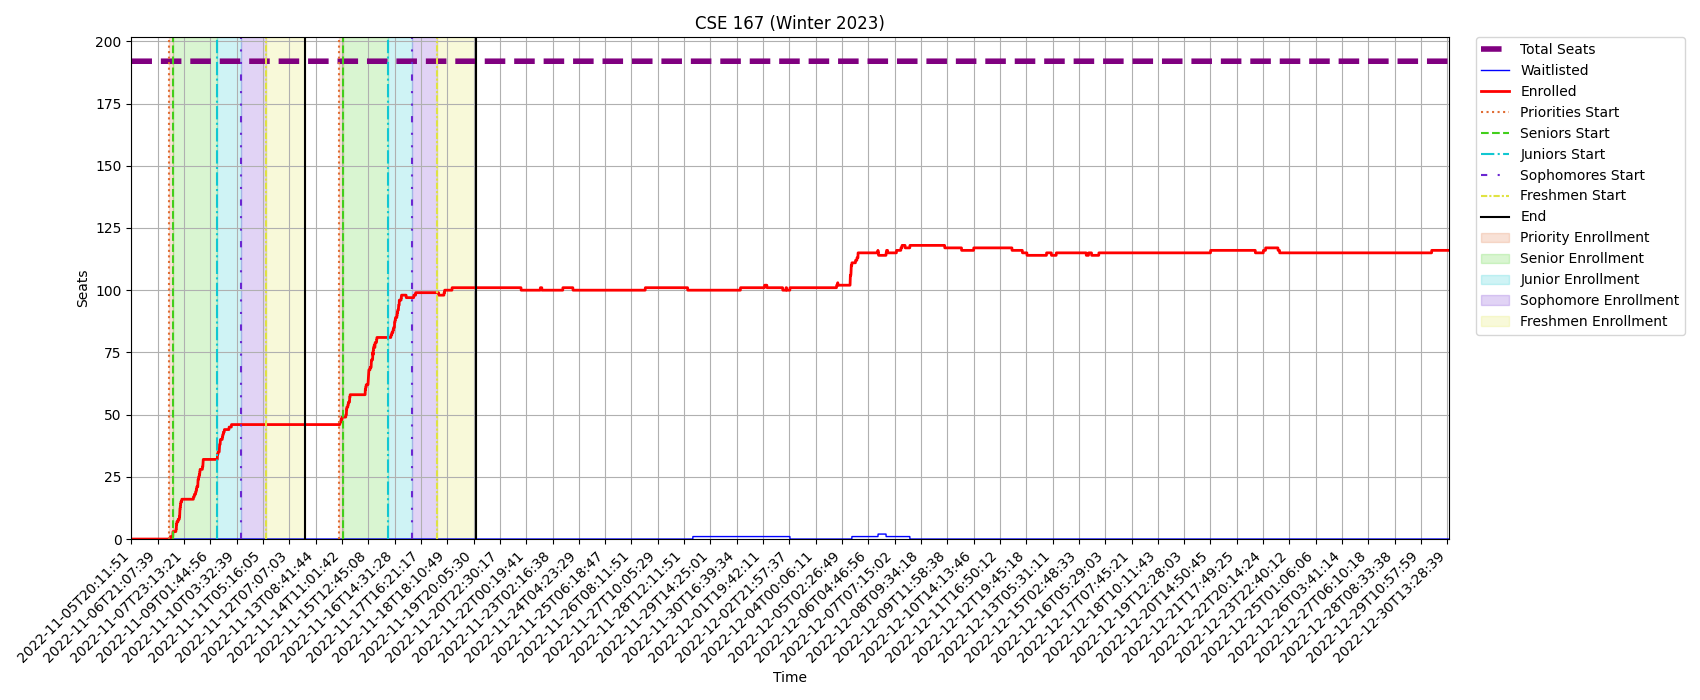 CSE 167 (Winter 2023)
Seats
200
175
150
125
100
75
50
25
0
2022-11-05T20:11:51
2022-11-06T21:07:39
2022-11-07T23:13:21
2022-11-09T01:44:56
2022-11-10T03:32:39
2022-11-11T05:16:05
2022-11-12T07:07:03
2022-11-13T08:41:44
2022-11-14T11:01:42
2022-11-15T12:45:08
2022-11-16T14:31:28
2022-11-17T16:21:17
2022-11-18T18:10:49
2022-11-19T20:05:30
2022-11-20T22:30:17
2022-11-22T00:19:41
2022-11-23T02:16:38
2022-11-24T04:23:29
2022-11-25T06:18:47
2022-11-26T08:11:51
2022-11-27T10:05:29
2022-11-28T12:11:51
2022-11-29T14:25:01
2022-11-30T16:39:34
2022-12-01T19:42:11
2022-12-02T21:57:37
2022-12-04T00:06:11
2022-12-05T02:26:49
2022-12-06T04:46:56
2022-12-07T07:15:02
2022-12-08T09:34:18
2022-12-09T11:58:38
2022-12-10T14:13:46
2022-12-11T16:50:12
2022-12-12T19:45:18
2022-12-13T05:31:11
2022-12-15T02:48:33
2022-12-16T05:29:03
2022-12-17T07:45:21
2022-12-18T10:11:43
2022-12-19T12:28:03
2022-12-20T14:50:45
2022-12-21T17:49:25
2022-12-22T20:14:24
2022-12-23T22:40:12
2022-12-25T01:06:06
2022-12-26T03:41:14
2022-12-27T06:10:18
2022-12-28T08:33:38
2022-12-29T10:57:59
2022-12-30T13:28:39
Time
Total Seats
Waitlisted
Enrolled
Priorities Start
Seniors Start
Juniors Start
Sophomores Start
Freshmen Start
End
Priority Enrollment
Senior Enrollment
Junior Enrollment
Sophomore Enrollment
Freshmen Enrollment